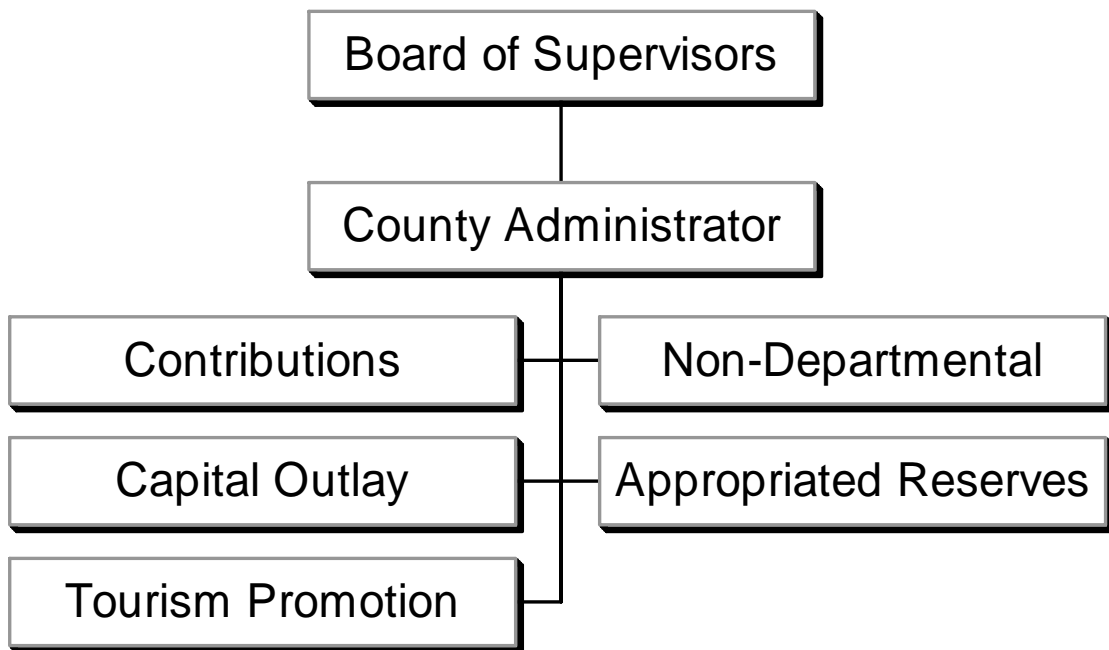 Board of Supervisors
County Administrator
Contributions
Non-Departmental
Capital Outlay
Appropriated Reserves
Tourism Promotion